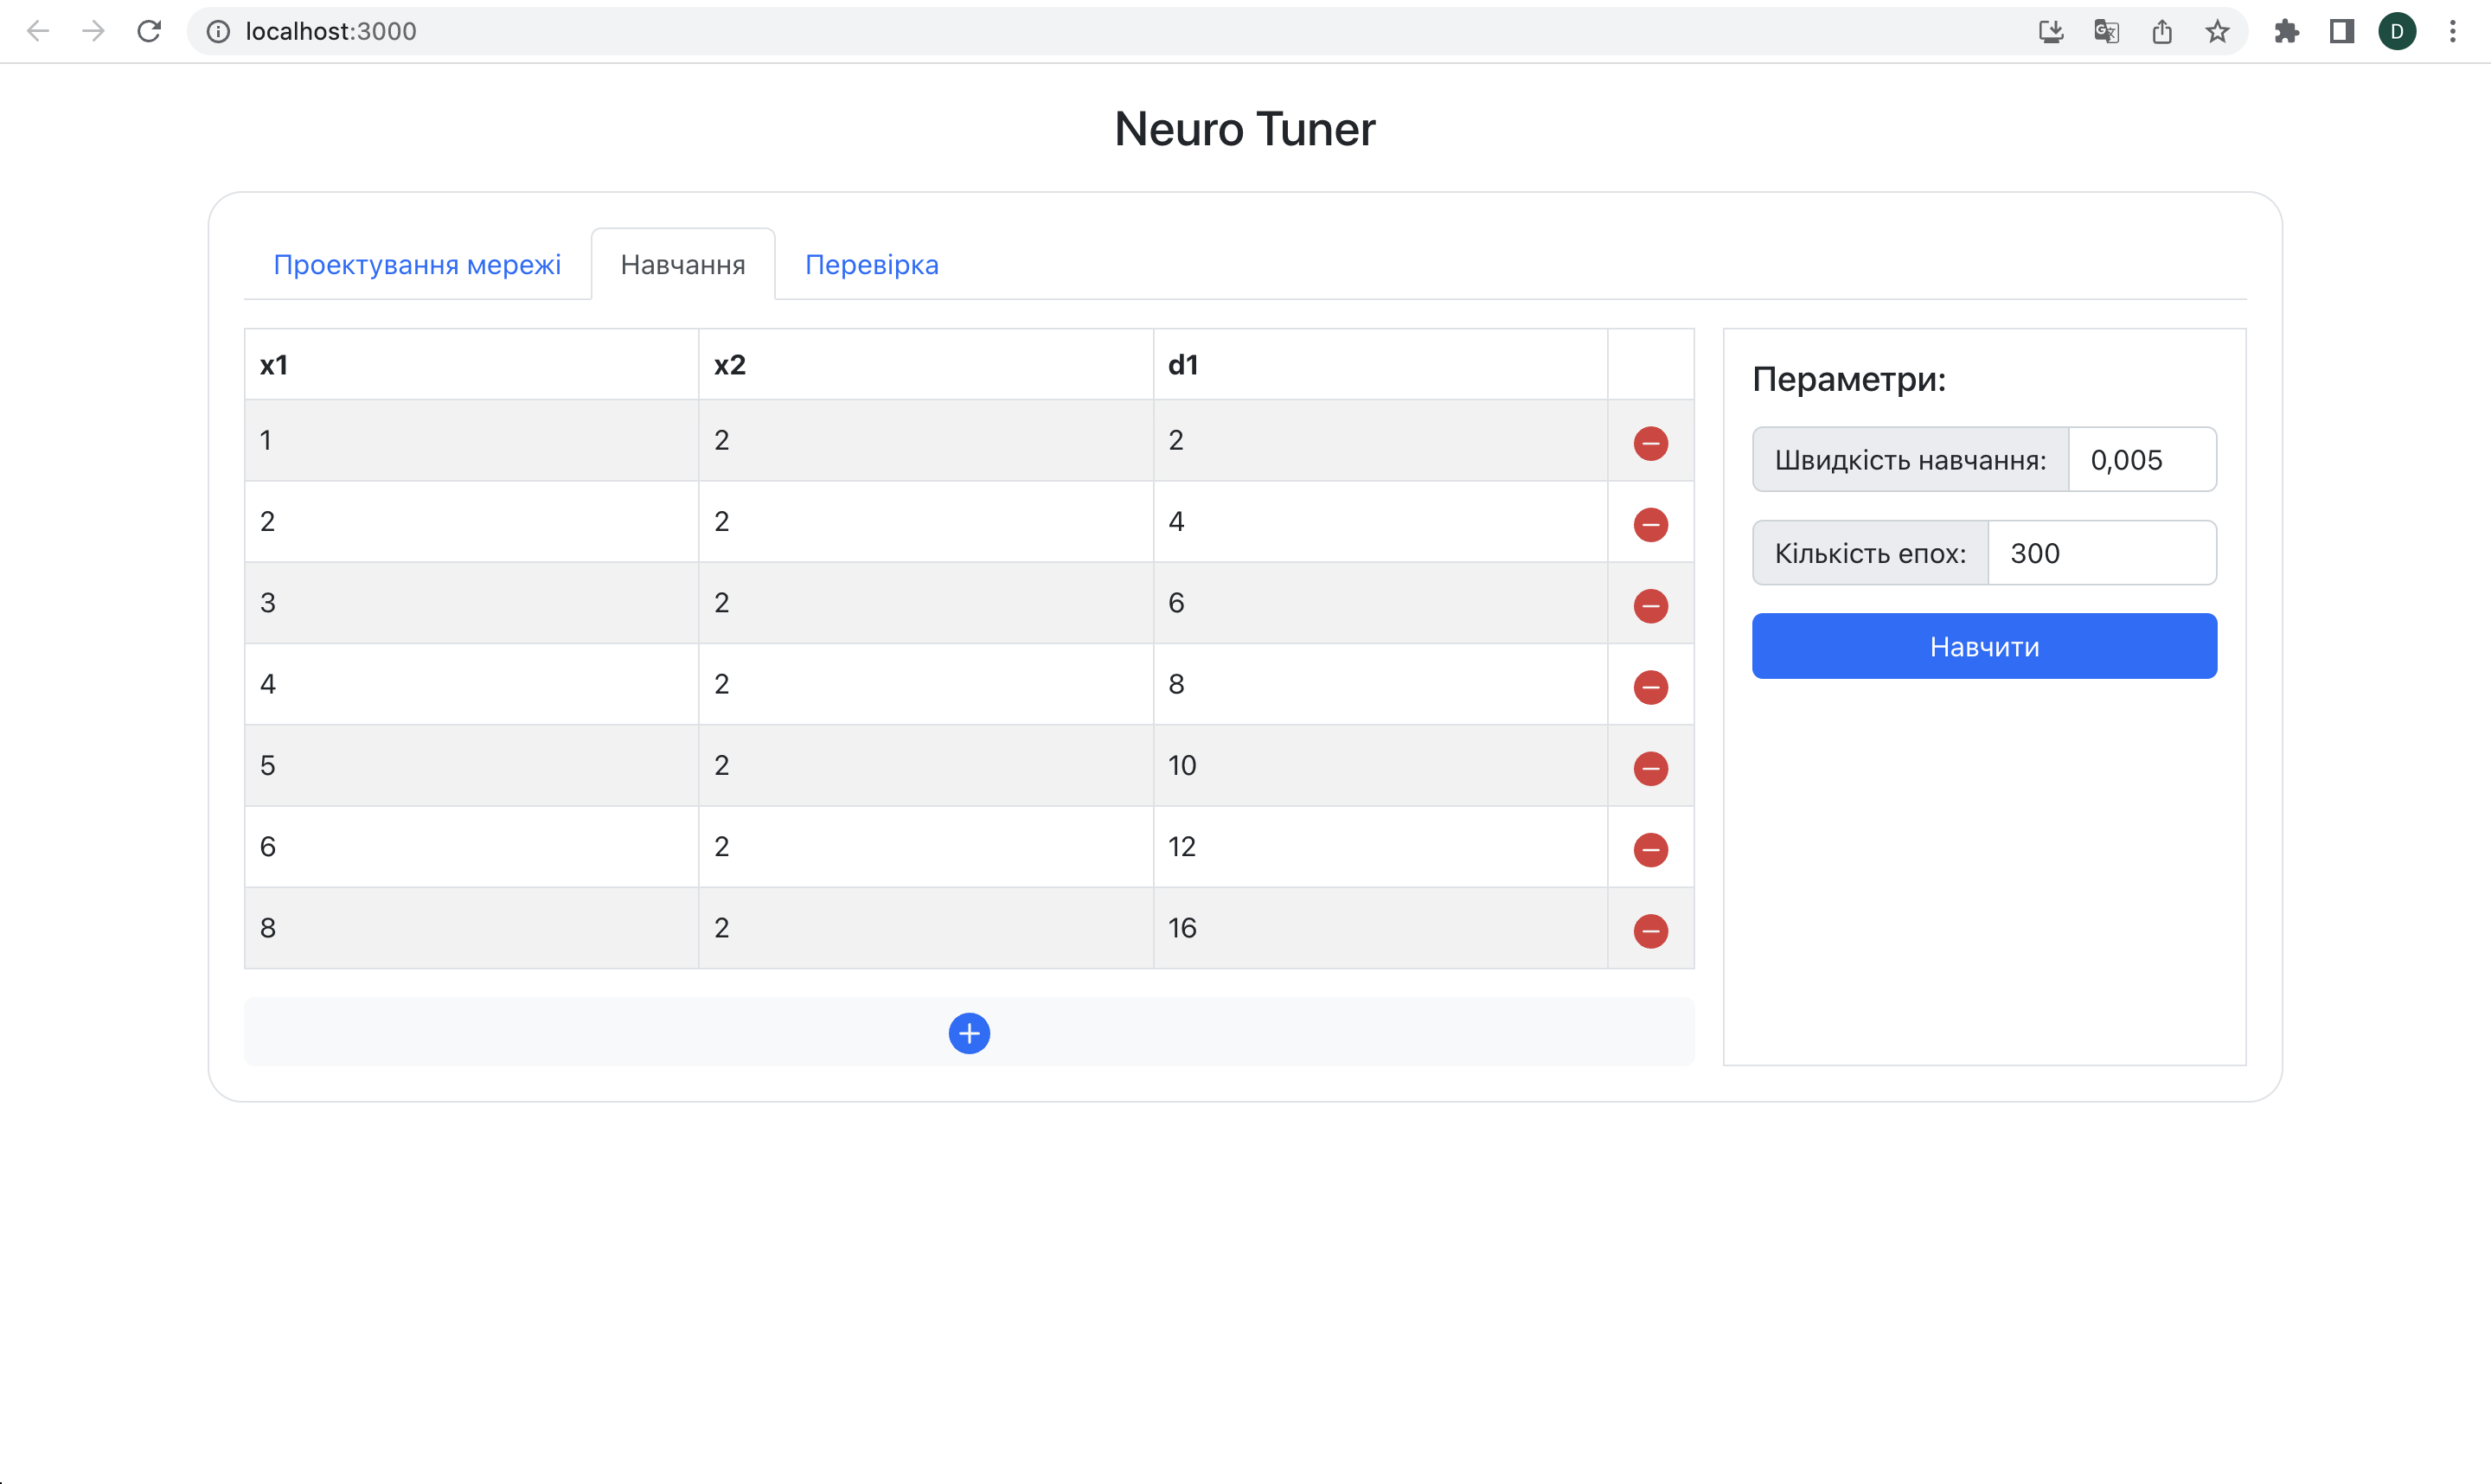 localhost:3000
D
Neuro Tuner
Проектування мережі Навчання Перевірка
x1 x2 d1
1 2 2
2 2 4
3 2 6
4 2 8
5 2 10
6 2 12
8 2 16
Пераметри:
Швидкість навчання: 0,005
Кількість епох: 300
Навчити